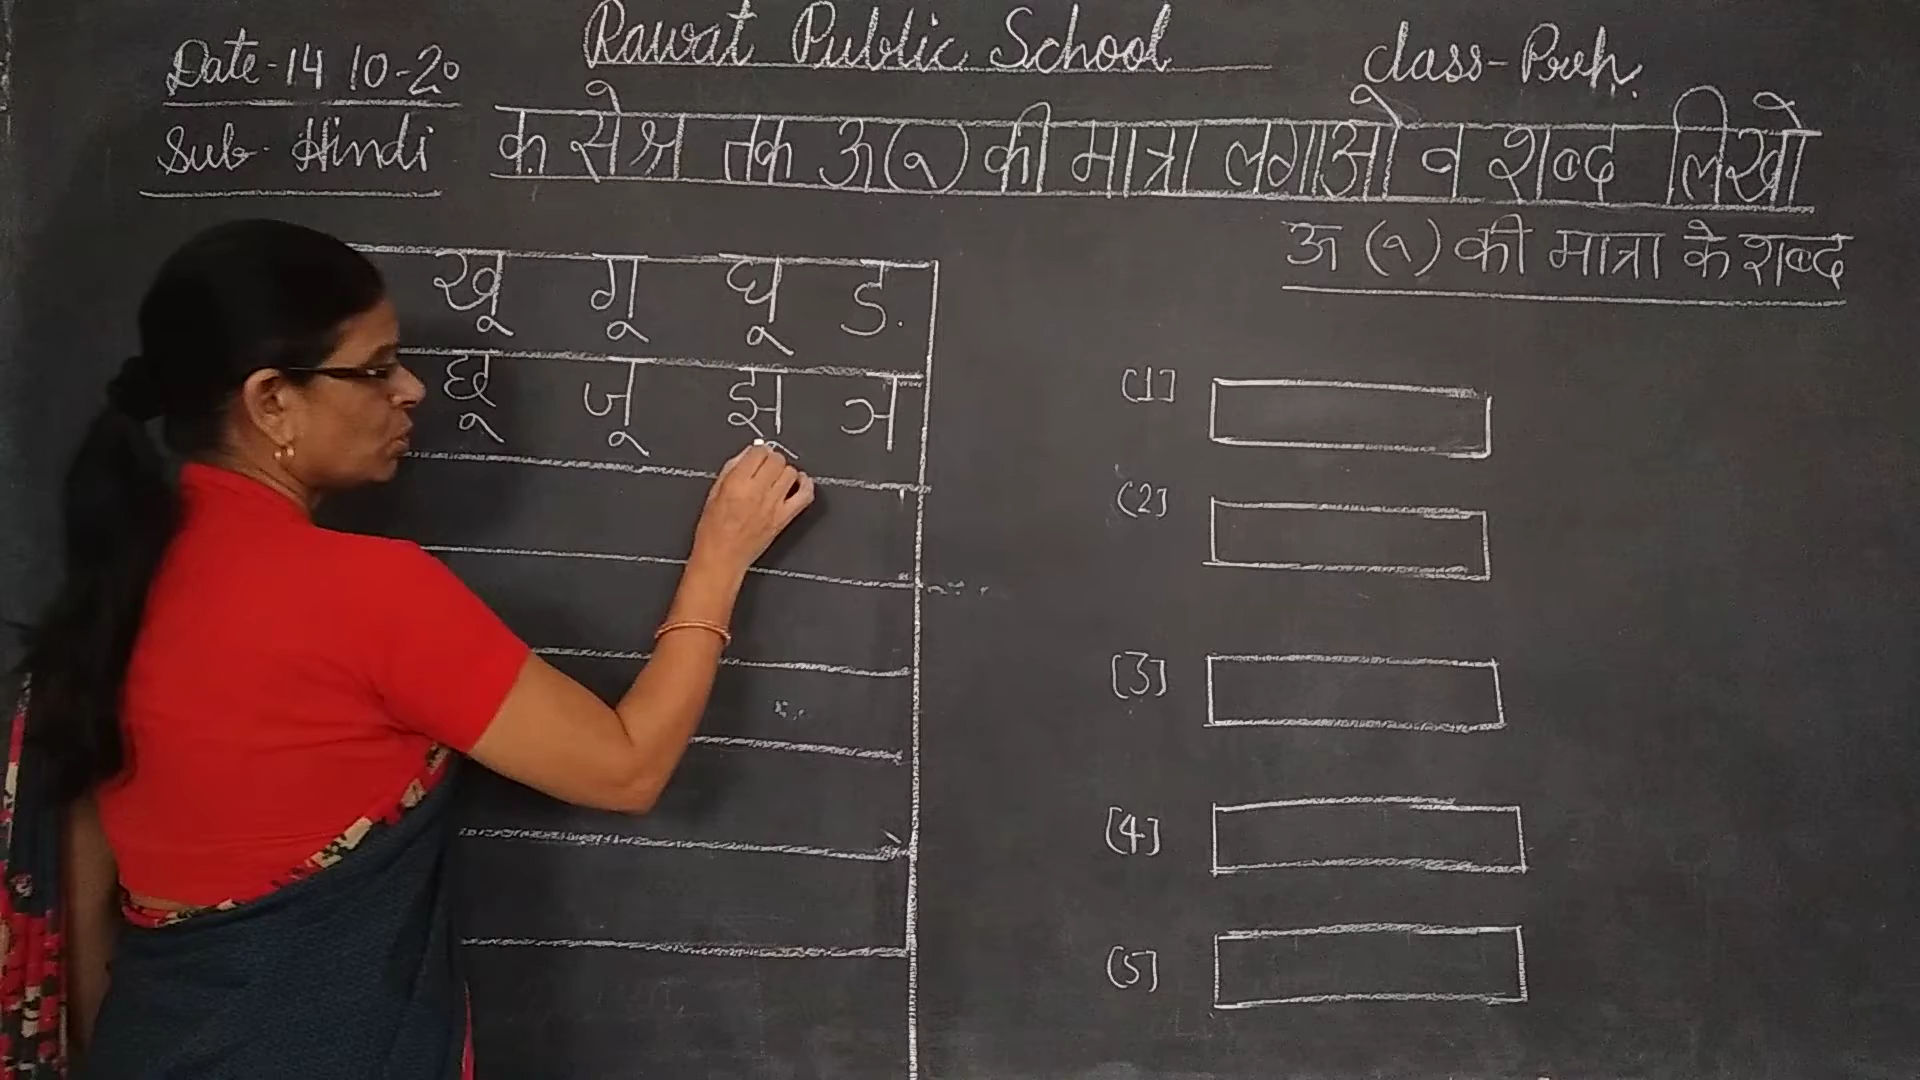 Rawat Public School
Date-14 10-20
Class-Prep.
Sub- Hindi
क से श्र तक ऊ (ू) की मात्रा लगाओ व शब्द लिखो
ऊ (ू) की मात्रा के शब्द
खू गू घू ङ
छू जू झू ञ
(1)
(2)
(3)
(4)
(5)